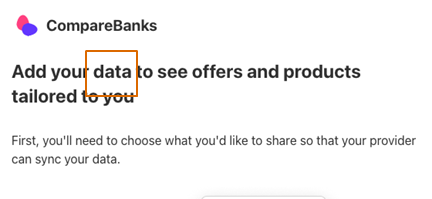 CompareBanks
Add your data to see offers and products
tailored to you
First, you'll need to choose what you'd like to share so that your provider
can sync your data.